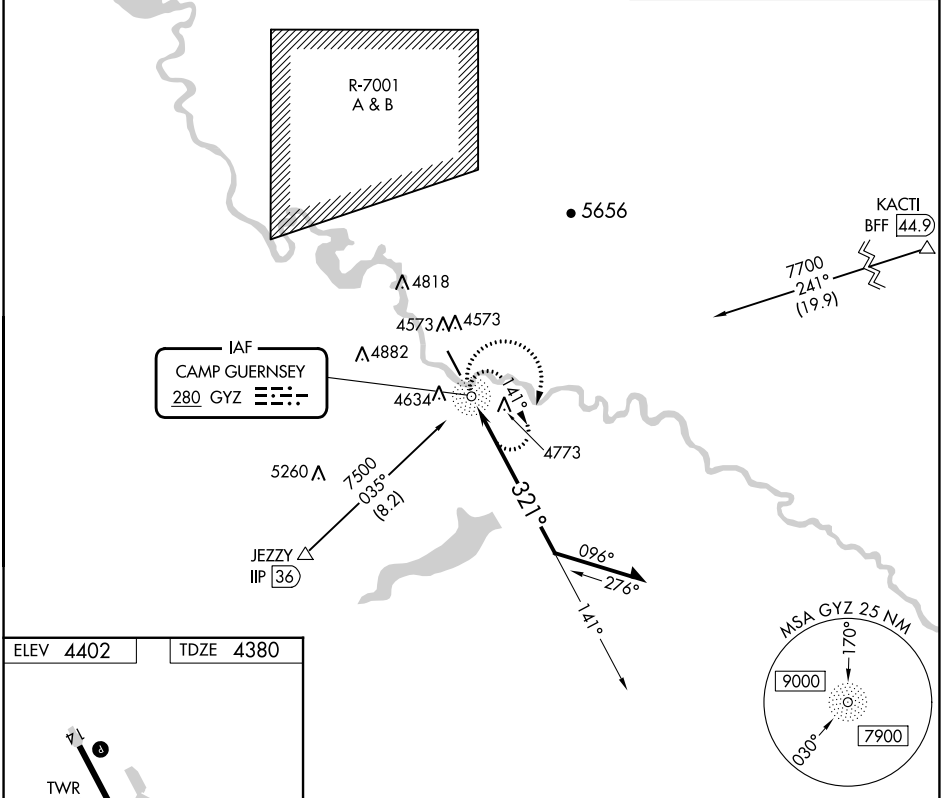 R-7001
A & B
5656
KACTI
BFF 44.9
7700
241°
(19.9)
4818
4573 4573
4882
IAF
CAMP GUERNSEY
280 GYZ
4634
141°
4773
5260
7500
035°
(8.2)
321°
JEZZY
IIP 36
096°
276°
141°
MSA GYZ 25 NM
170°
9000
7900
030°
ELEV 4402
TDZE 4380
14
P
TWR